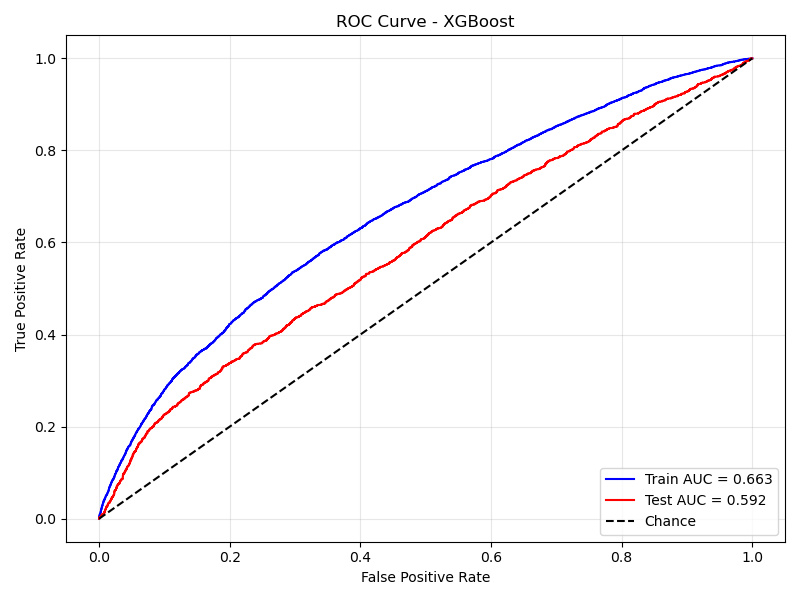 ROC Curve - XGBoost
True Positive Rate
1.0
0.8
0.6
0.4
0.2
0.0
0.0 0.2 0.4 0.6 0.8 1.0
False Positive Rate
Train AUC = 0.663
Test AUC = 0.592
Chance